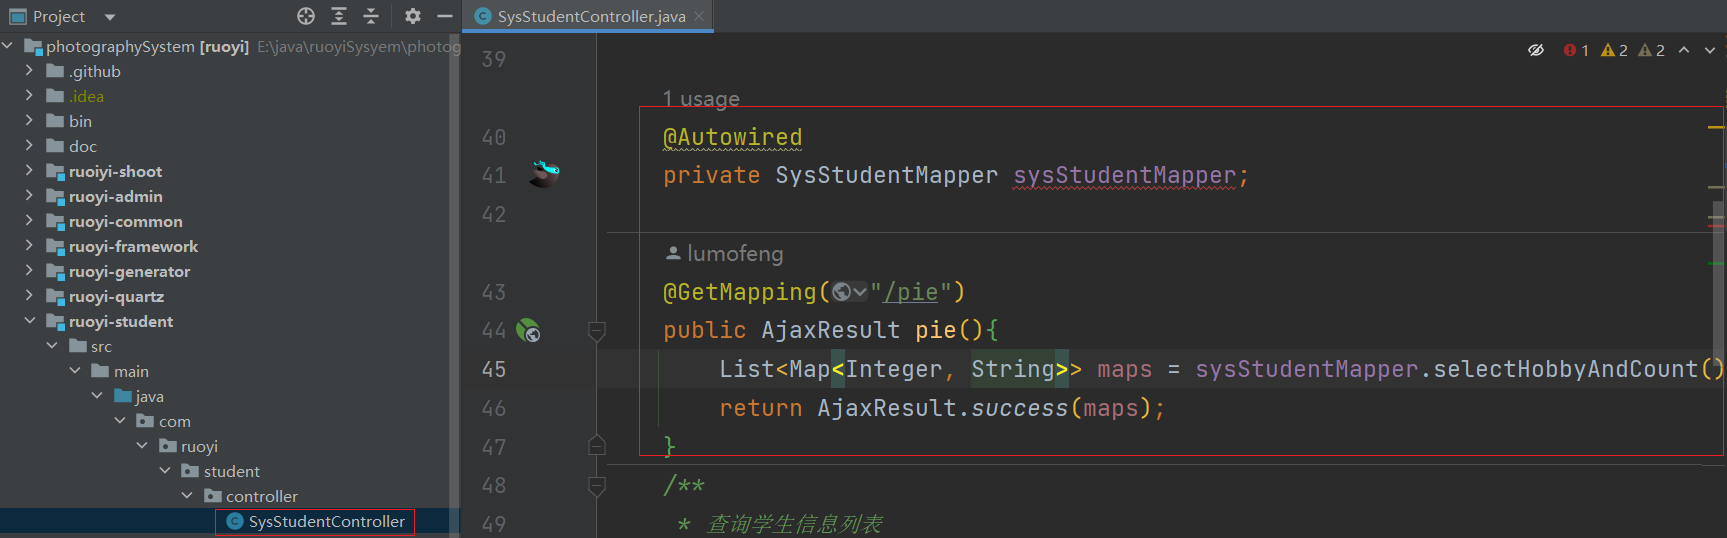 Project
photographySystem [ruoyi] E:\java\ruoyiSysyem\photog
.github
.idea
bin
doc
ruoiyi-shoot
ruoyi-admin
ruoyi-common
ruoyi-framework
ruoyi-generator
ruoyi-quartz
ruoyi-student
src
main
java
com
ruoyi
student
controller
SysStudentController
SysStudentController.java
1 2 2
39
1 usage
40 @Autowired
41 private SysStudentMapper sysStudentMapper;
42
lumofeng
43 @GetMapping("/pie")
44 public AjaxResult pie(){
45 List<Map<Integer, String>> maps = sysStudentMapper.selectHobbyAndCount()
46 return AjaxResult.success(maps);
47 }
48 /**
49 * 查询学生信息列表